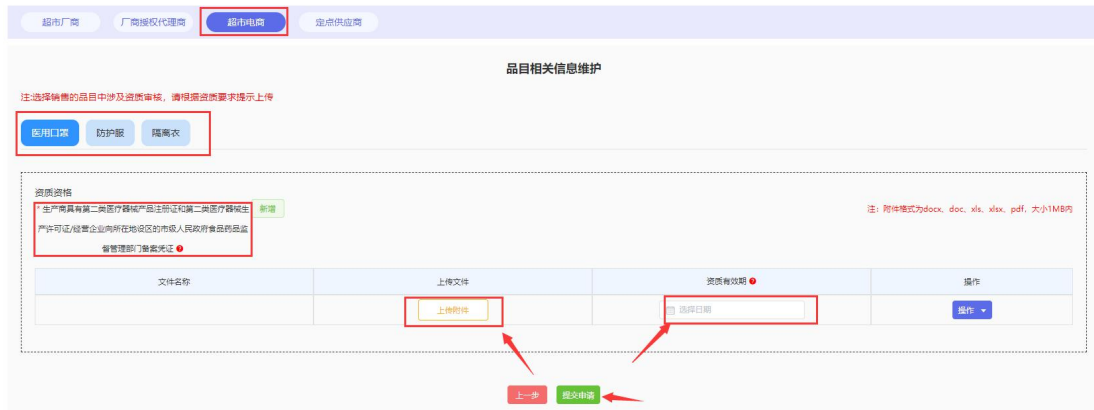 超市厂商 厂商授权代理商 超市电商 定点供应商
品目相关信息维护
注:选择销售的品目中涉及资质审核，请根据资质要求提示上传
医用口罩 防护服 隔离衣
资质资格
* 生产商具有第二类医疗器械产品注册证和第二类医疗器械生 新增
产许可证/经营企业向所在地设区的市级人民政府食品药品监
督管理部门备案凭证
注：附件格式为docx、doc、xls、xlsx、pdf，大小1MB内
文件名称 上传文件 资质有效期 操作
上传附件 选择日期 操作
上一步 提交申请